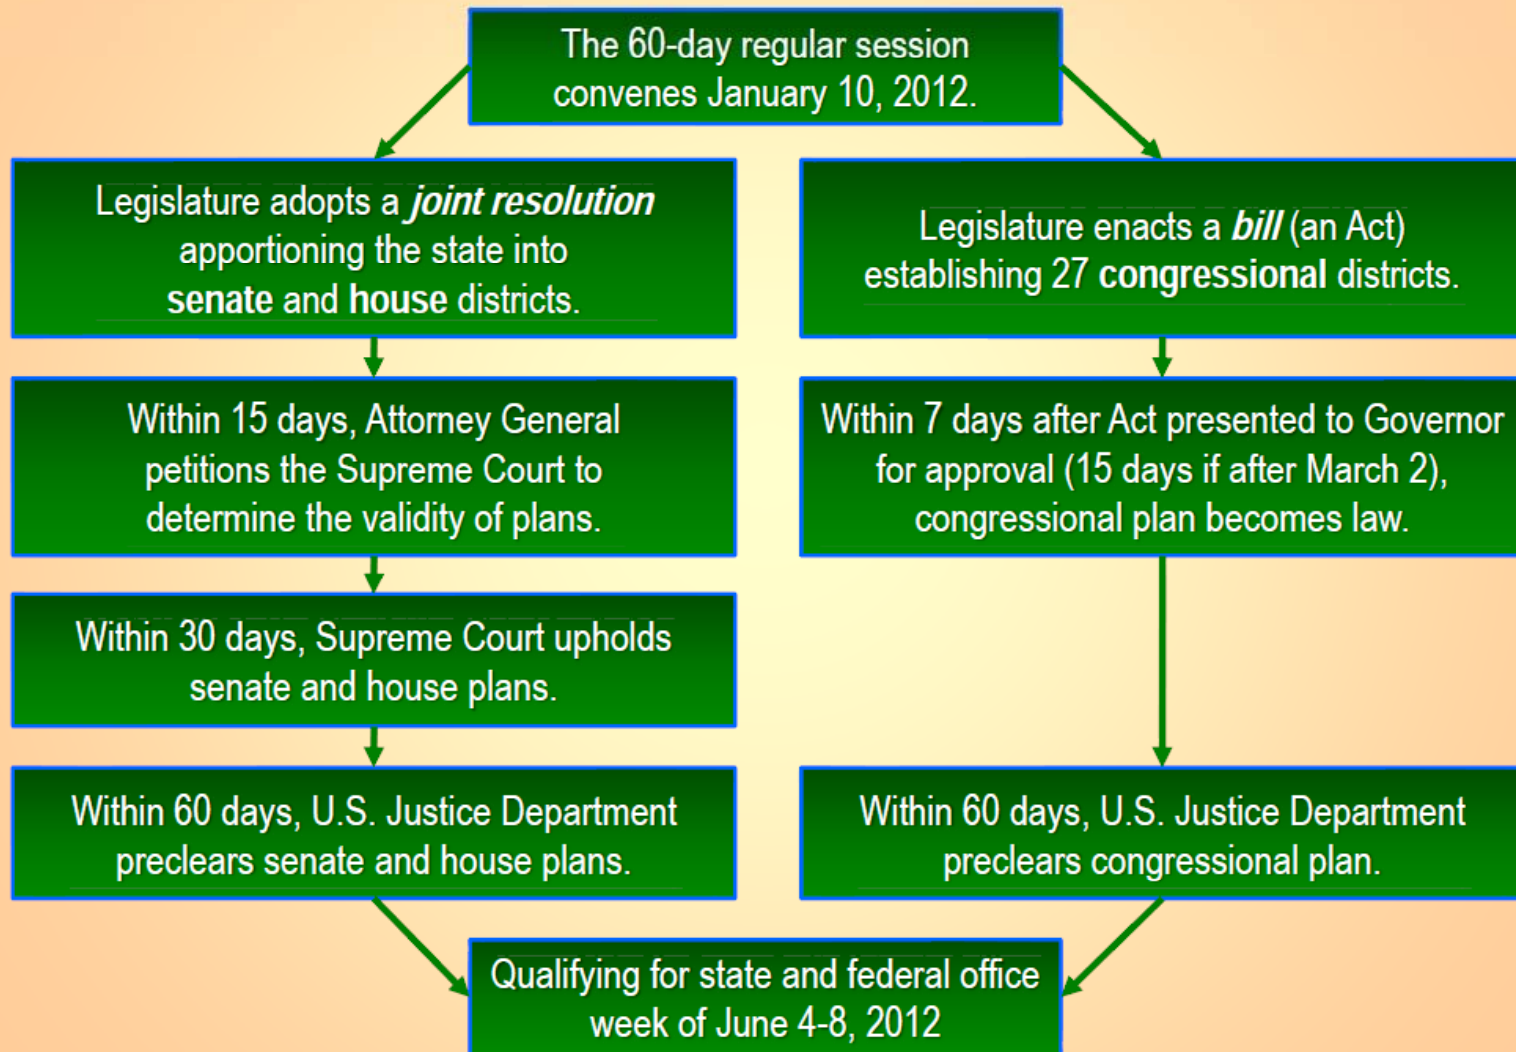 The 60-day regular session
convenes January 10, 2012.
Legislature adopts a joint resolution
apportioning the state into
senate and house districts.
Within 15 days, Attorney General
petitions the Supreme Court to
determine the validity of plans.
Within 30 days, Supreme Court upholds
senate and house plans.
Within 60 days, U.S. Justice Department
preclears senate and house plans.
Legislature enacts a bill (an Act)
establishing 27 congressional districts.
Within 7 days after Act presented to Governor
for approval (15 days if after March 2),
congressional plan becomes law.
Within 60 days, U.S. Justice Department
preclears congressional plan.
Qualifying for state and federal office
week of June 4-8, 2012